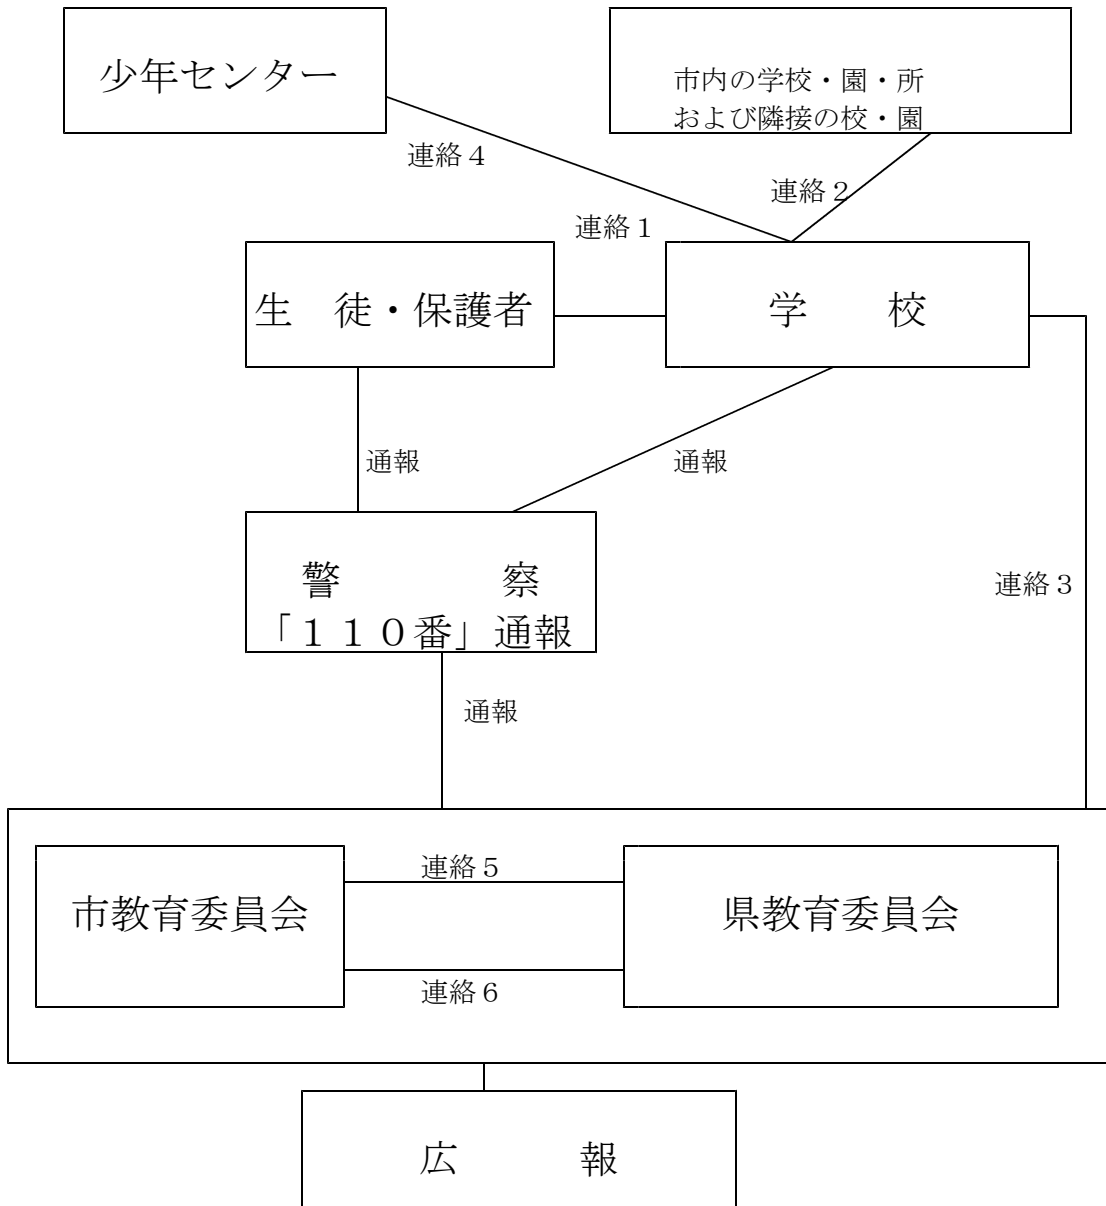 少年センター
市内の学校・園・所
および隣接の校・園
連絡４
連絡２
連絡１
生　徒・保護者
学　　校
通報
通報
警　　　　察
「１１０番」通報
連絡３
通報
連絡５
市教育委員会
県教育委員会
連絡６
広　　　報